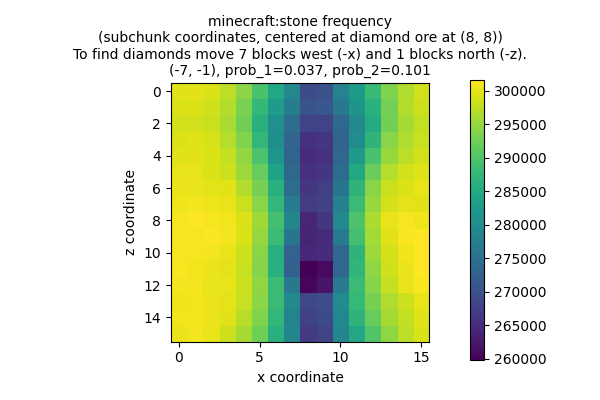 minecraft:stone frequency
(subchunk coordinates, centered at diamond ore at (8, 8))
To find diamonds move 7 blocks west (-x) and 1 blocks north (-z).
(-7, -1), prob_1=0.037, prob_2=0.101
0
2
4
6
8
10
12
14
z coordinate
0 5 10 15
x coordinate
300000
295000
290000
285000
280000
275000
270000
265000
260000